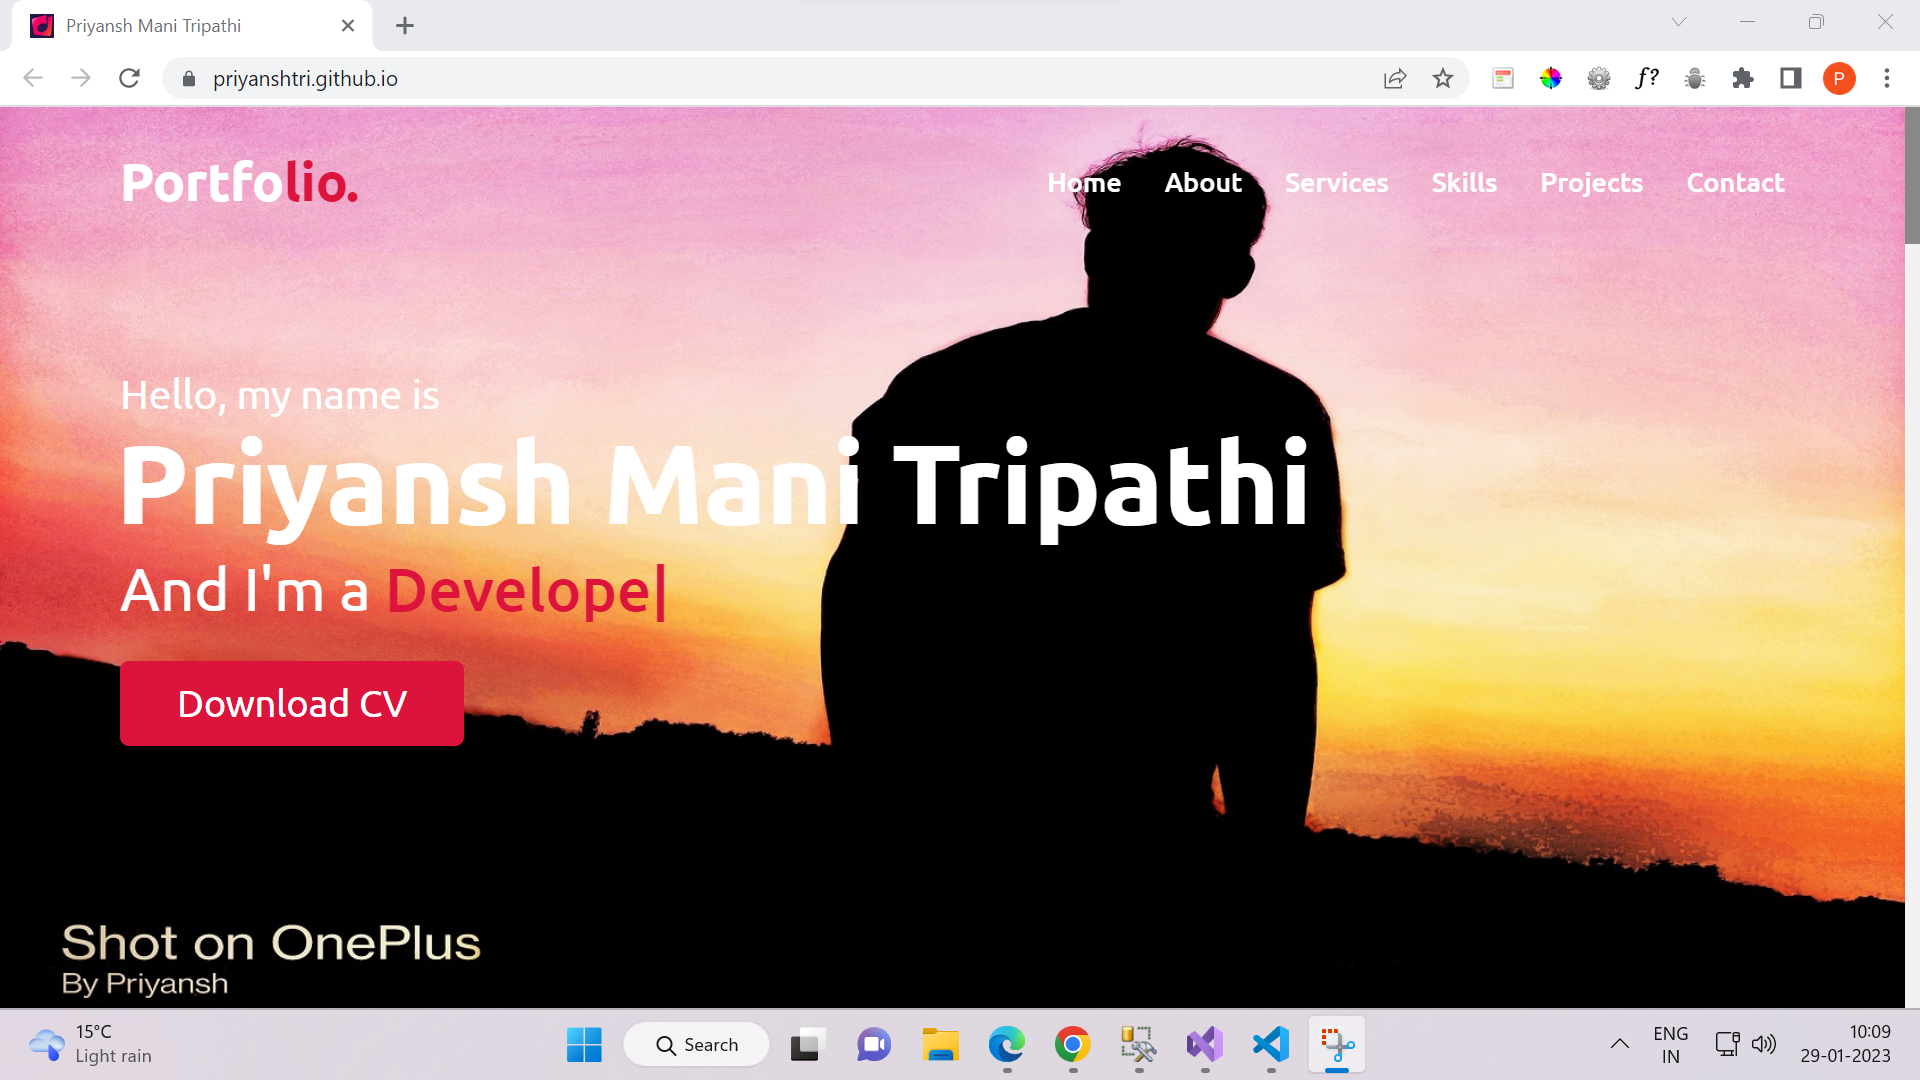 Priyansh Mani Tripathi
priyanshtri.github.io
f?
P
Portfolio.
Home About Services Skills Projects Contact
Hello, my name is
Priyansh Mani Tripathi
And I'm a Develope|
Download CV
Shot on OnePlus
By Priyansh
15°C
Light rain
Search
ENG
IN
10:09
29-01-2023